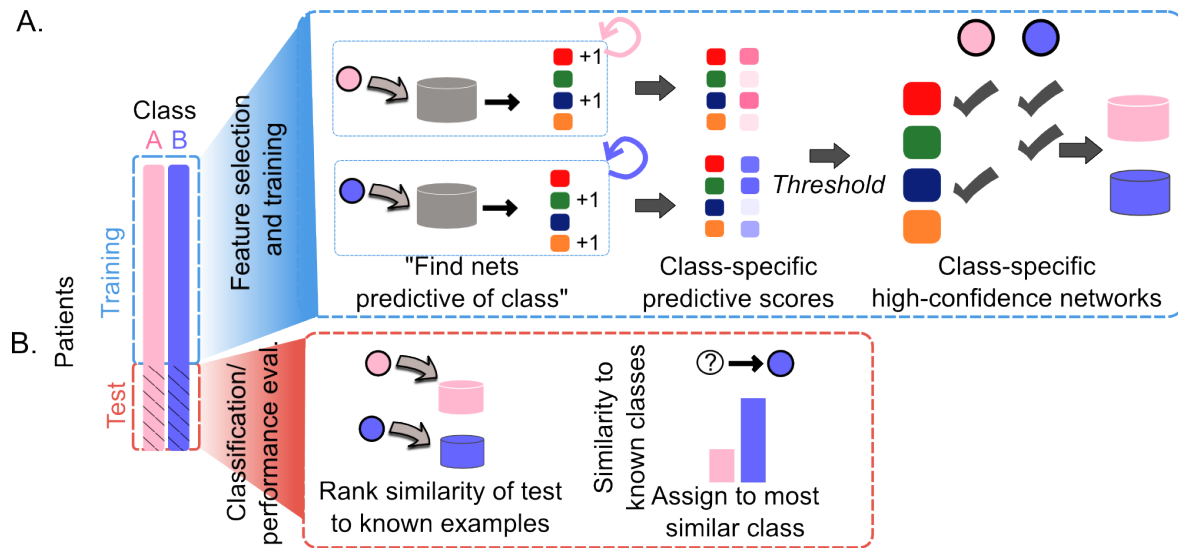 A.
Class
A B
Patients
Training
Test
Feature selection
and training
+1
+1
+1
+1
"Find nets
predictive of class"
Class-specific
predictive scores
Threshold
Class-specific
high-confidence networks
B.
Classification/
performance eval.
Rank similarity of test
to known examples
Similarity to
known classes
?
Assign to most
similar class